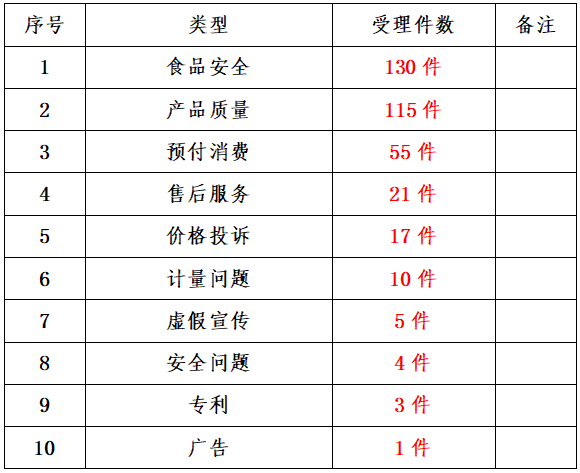 序号 类型 受理件数 备注
1 食品安全 130 件
2 产品质量 115 件
3 预付消费 55 件
4 售后服务 21 件
5 价格投诉 17 件
6 计量问题 10 件
7 虚假宣传 5 件
8 安全问题 4 件
9 专利 3 件
10 广告 1 件